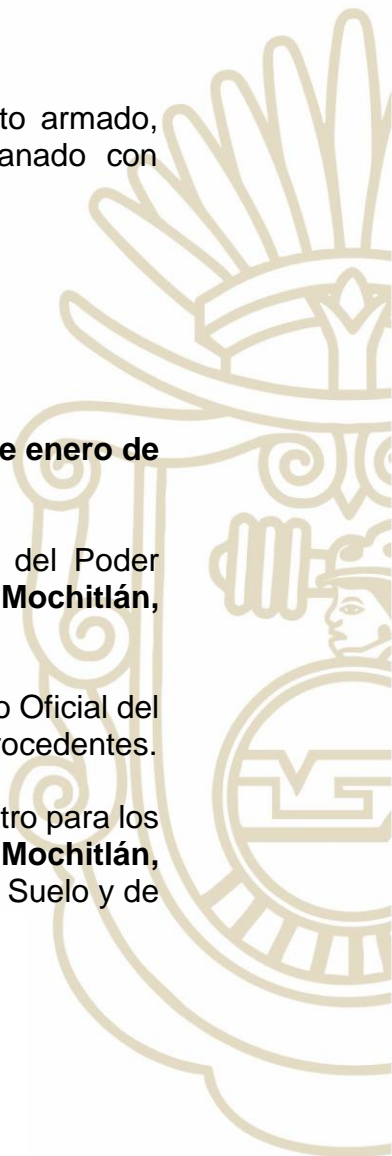 to armado,
anado con
e enero de
del Poder
Mochitlán,
o Oficial del
rocedentes.
tro para los
Mochitlán,
Suelo y de